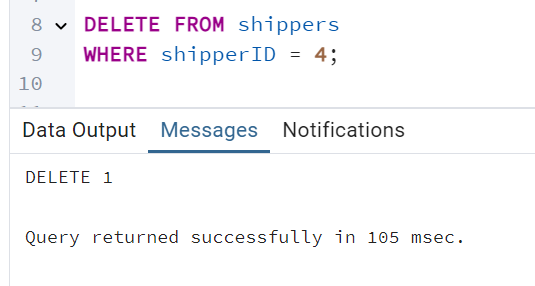 8 DELETE FROM shippers
9 WHERE shipperID = 4;
10
Data Output Messages Notifications
DELETE 1
Query returned successfully in 105 msec.